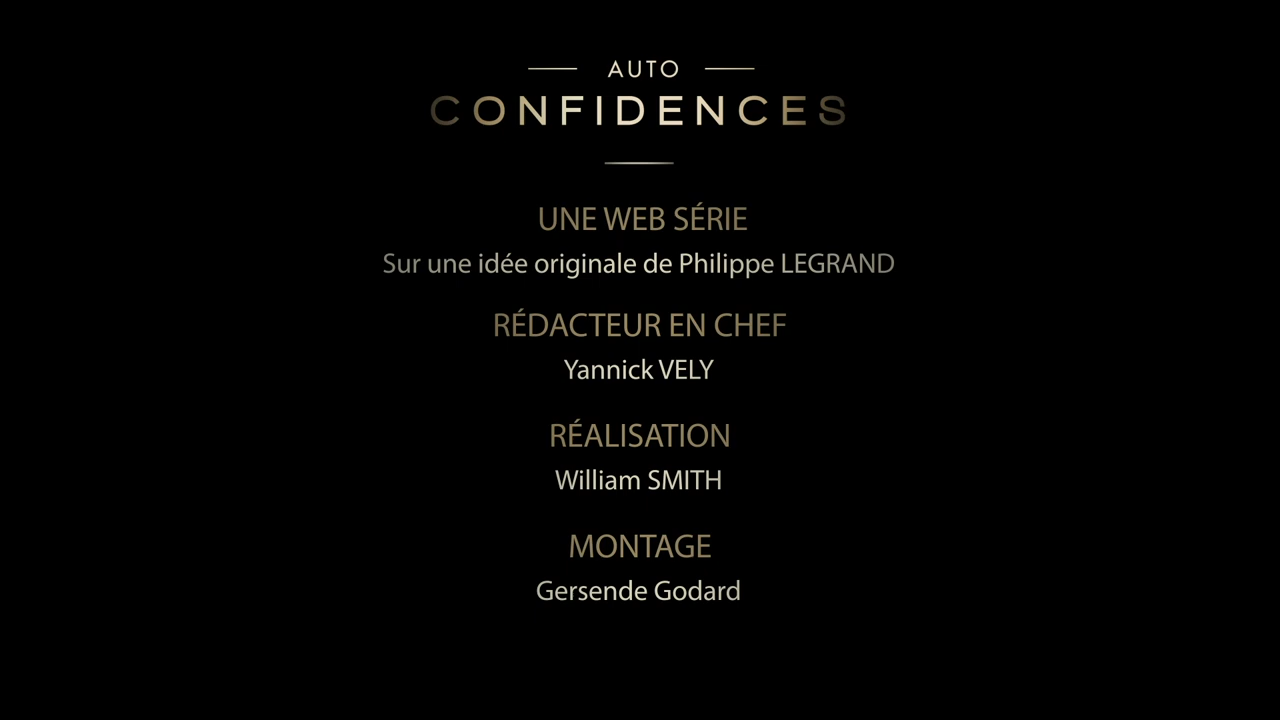 AUTO
CONFIDENCES
UNE WEB SÉRIE
Sur une idée originale de Philippe LEGRAND
RÉDACTEUR EN CHEF
Yannick VELY
RÉALISATION
William SMITH
MONTAGE
Gersende Godard